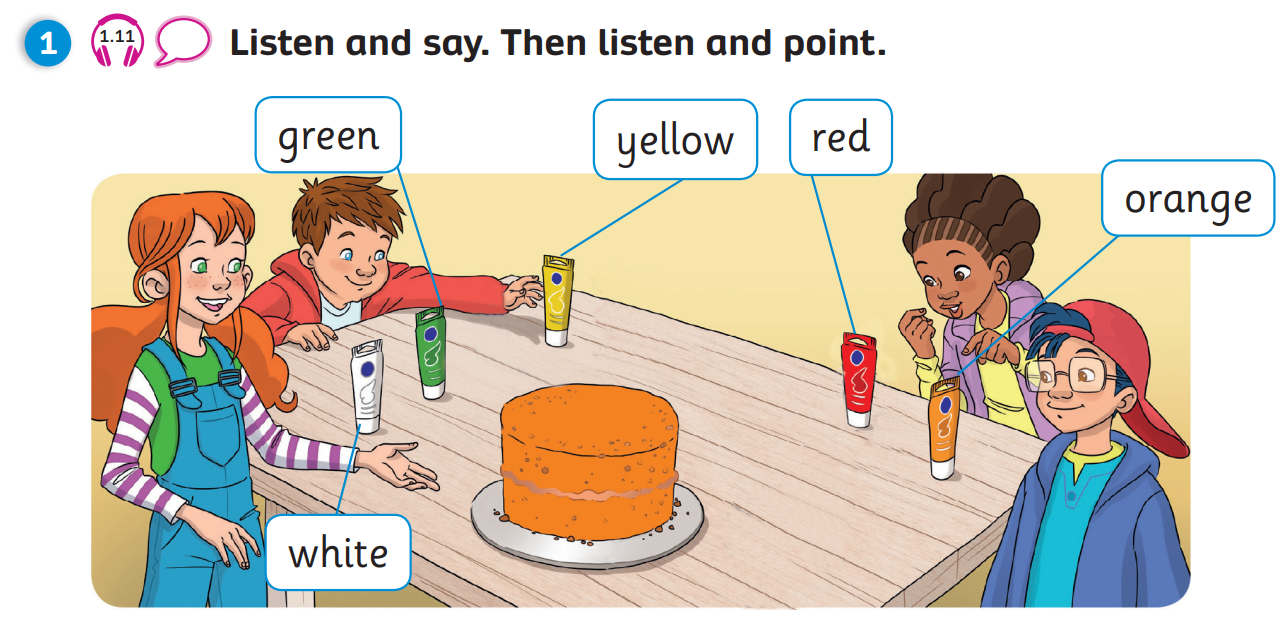 1 1.11 Listen and say. Then listen and point.
green
yellow
red
orange
white